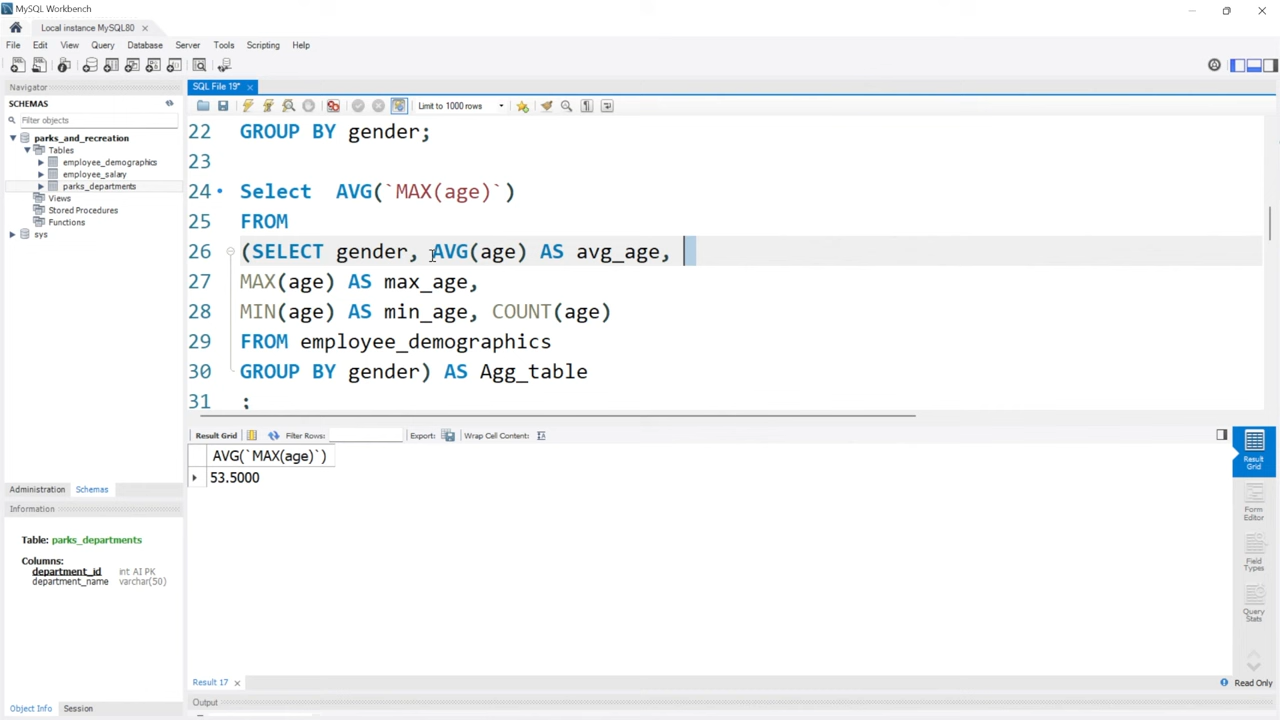 MySQL Workbench
Local instance MySQL80
File Edit View Query Database Server Tools Scripting Help
Navigator
SCHEMAS
Filter objects
parks_and_recreation
Tables
employee_demographics
employee_salary
parks_departments
Views
Stored Procedures
Functions
sys
Administration Schemas
Information
Table: parks_departments
Columns:
department_id int AI PK
department_name varchar(50)
Object Info Session
SQL File 19*
Limit to 1000 rows
22 GROUP BY gender;
23
24 Select AVG(`MAX(age)`)
25 FROM
26 (SELECT gender, AVG(age) AS avg_age,
27 MAX(age) AS max_age,
28 MIN(age) AS min_age, COUNT(age)
29 FROM employee_demographics
30 GROUP BY gender) AS Agg_table
31 ;
Result Grid Filter Rows: Export: Wrap Cell Content:
AVG(`MAX(age)`)
53.5000
Result Grid
Form Editor
Field Types
Query Stats
Result 17
Read Only
Output